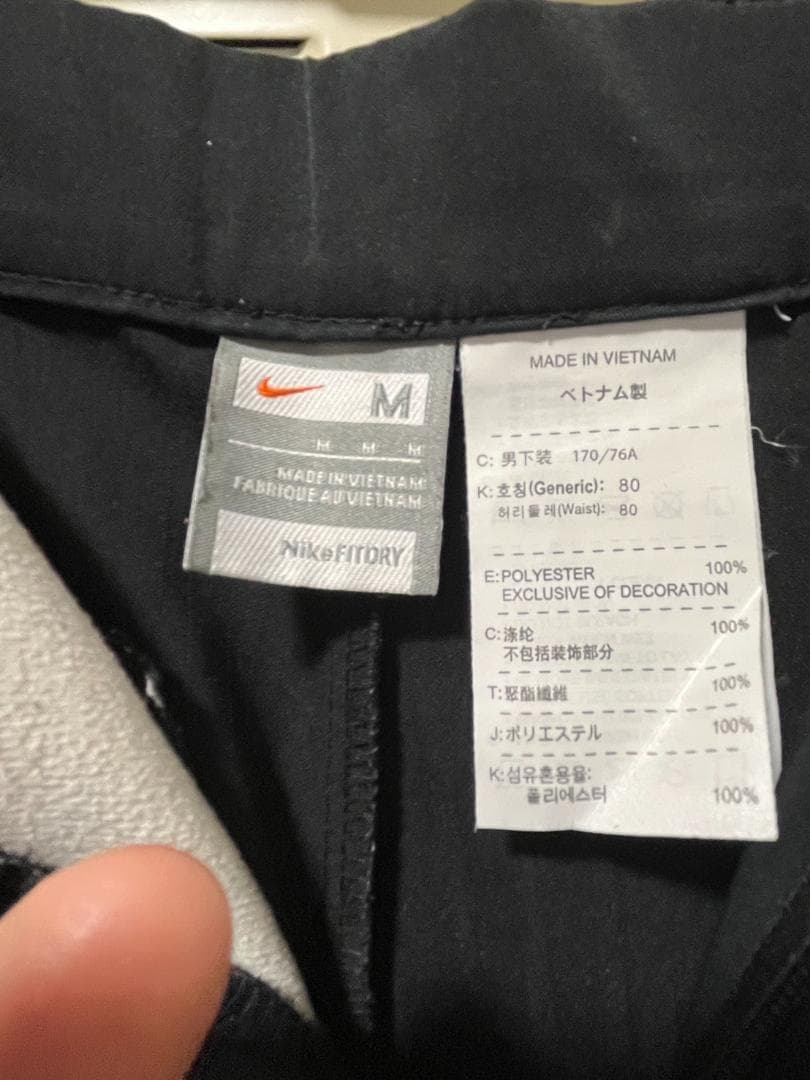 M
M M M
MADE IN VIETNAM
FABRIQUE AU VIETNAM
NikeFITDRY
MADE IN VIETNAM
ベトナム製
C: 男下装 170/76A
K: 호칭(Generic): 80
허리둘레(Waist): 80
E:POLYESTER 100%
EXCLUSIVE OF DECORATION
C:涤纶 100%
不包括装饰部分
T:聚酯纖維 100%
J:ポリエステル 100%
K:섬유혼용율:
폴리에스터 100%